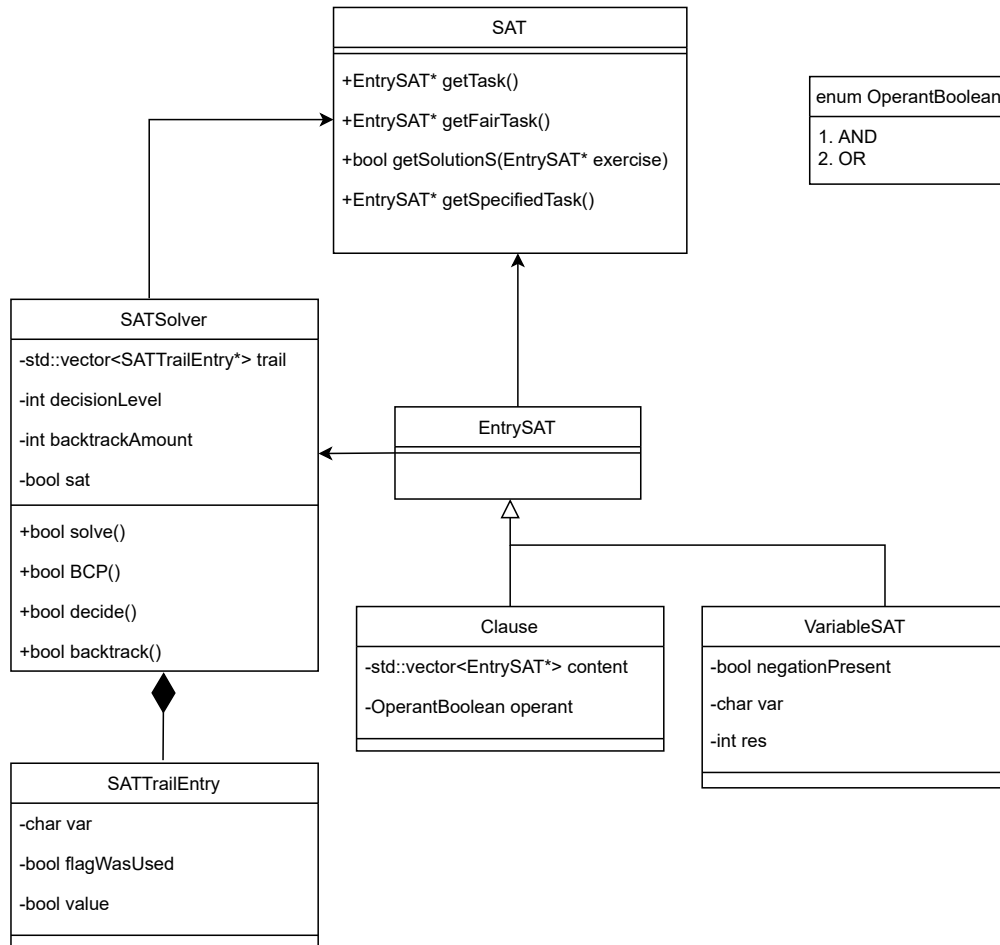 SAT
+EntrySAT* getTask()
+EntrySAT* getFairTask()
+bool getSolutionS(EntrySAT* exercise)
+EntrySAT* getSpecifiedTask()
enum OperantBoolean
1. AND
2. OR
SATSolver
-std::vector<SATTrailEntry*> trail
-int decisionLevel
-int backtrackAmount
-bool sat
+bool solve()
+bool BCP()
+bool decide()
+bool backtrack()
EntrySAT
Clause
-std::vector<EntrySAT*> content
-OperantBoolean operant
VariableSAT
-bool negationPresent
-char var
-int res
SATTrailEntry
-char var
-bool flagWasUsed
-bool value